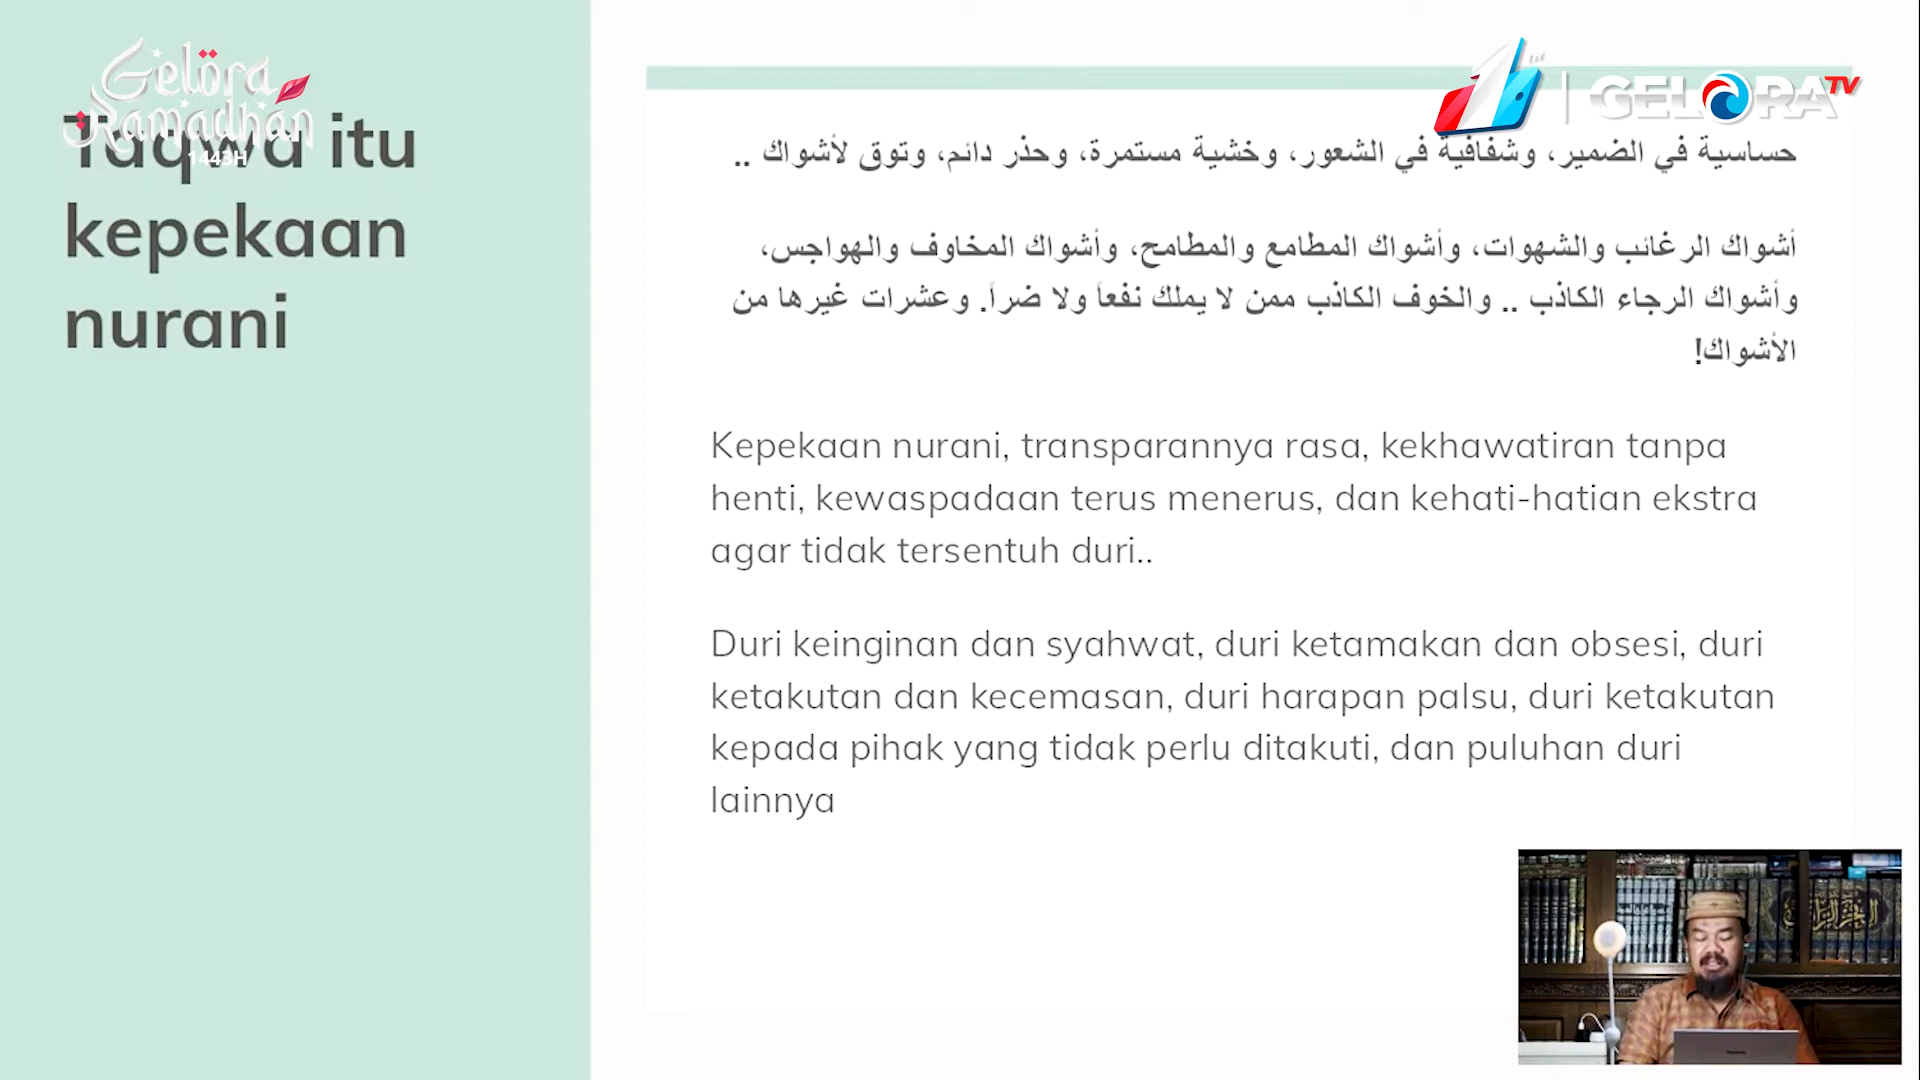 Gelora
Ramadhan
1443H
Taqwa itu
kepekaan
nurani
GELORA TV
حساسية في الضمير، وشفافية في الشعور، وخشية مستمرة، وحذر دائم، وتوق لأشواك ..
أشواك الرغائب والشهوات، وأشواك المطامع والمطامح، وأشواك المخاوف والهواجس،
وأشواك الرجاء الكاذب .. والخوف الكاذب ممن لا يملك نفعاً ولا ضراً. وعشرات غيرها من
الأشواك!
Kepekaan nurani, transparannya rasa, kekhawatiran tanpa
henti, kewaspadaan terus menerus, dan kehati-hatian ekstra
agar tidak tersentuh duri..
Duri keinginan dan syahwat, duri ketamakan dan obsesi, duri
ketakutan dan kecemasan, duri harapan palsu, duri ketakutan
kepada pihak yang tidak perlu ditakuti, dan puluhan duri
lainnya